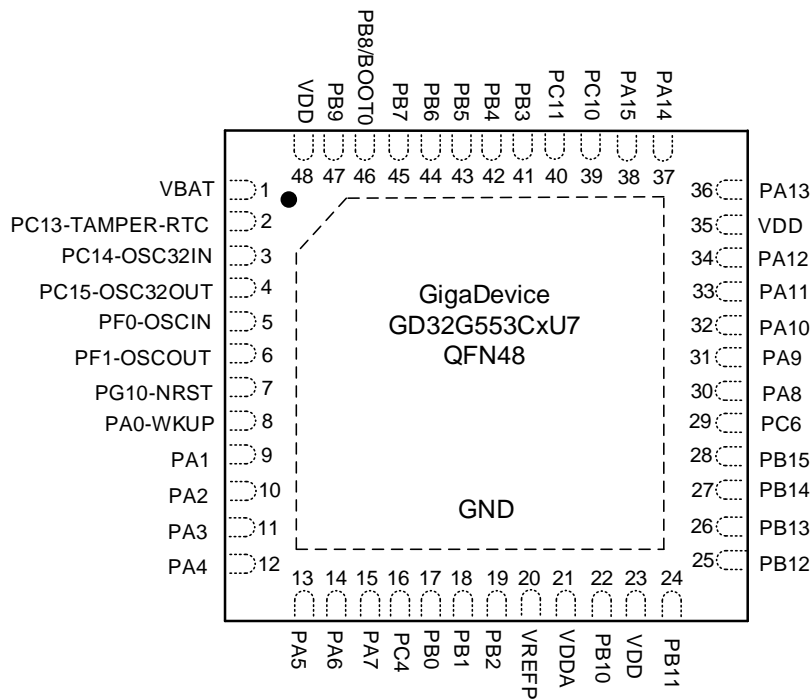 VDD
PB9
PB8/BOOT0
PB7
PB6
PB5
PB4
PB3
PC11
PC10
PA15
PA14
48
47
46
45
44
43
42
41
40
39
38
37
VBAT
1
PC13-TAMPER-RTC
2
PC14-OSC32IN
3
PC15-OSC32OUT
4
PF0-OSCIN
5
PF1-OSCOUT
6
PG10-NRST
7
PA0-WKUP
8
PA1
9
PA2
10
PA3
11
PA4
12
GigaDevice
GD32G553CxU7
QFN48
GND
36
PA13
35
VDD
34
PA12
33
PA11
32
PA10
31
PA9
30
PA8
29
PC6
28
PB15
27
PB14
26
PB13
25
PB12
13
14
15
16
17
18
19
20
21
22
23
24
PA5
PA6
PA7
PC4
PB0
PB1
PB2
VREFP
VDDA
PB10
VDD
PB11